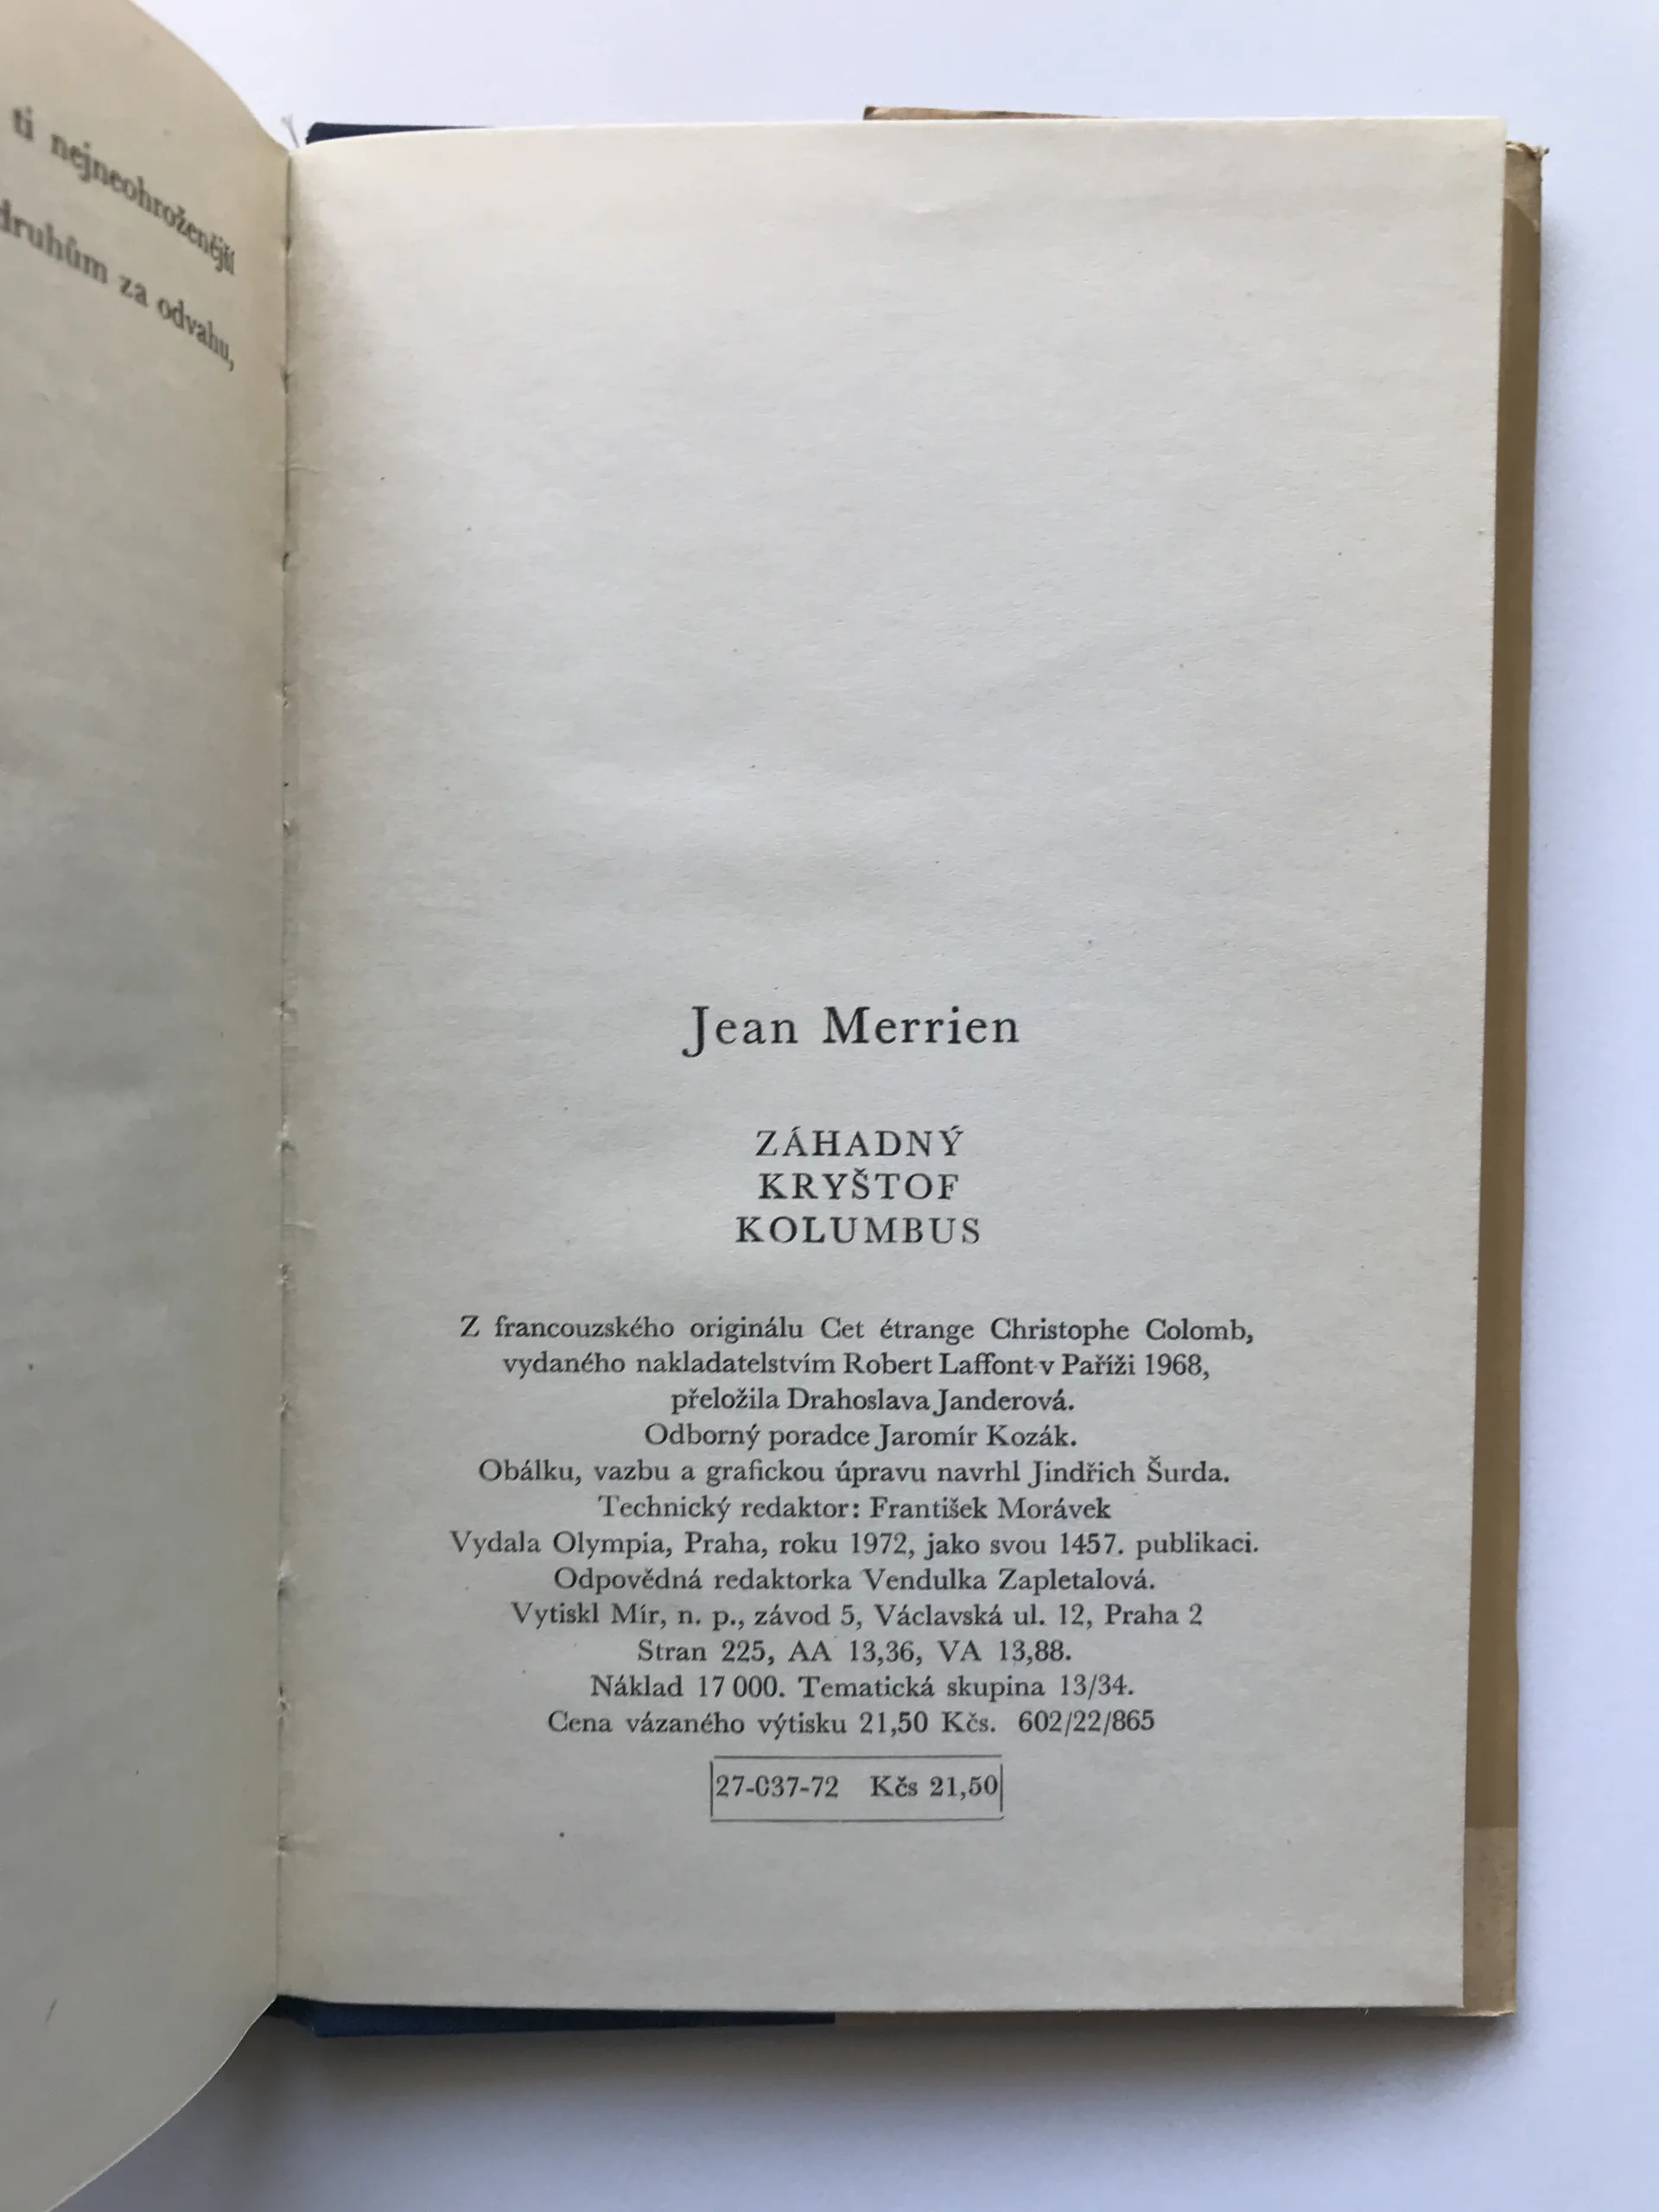 ti nejneohroženější
druhům za odvahu,
Jean Merrien
ZÁHADNÝ
KRYŠTOF
KOLUMBUS
Z francouzského originálu Cet étrange Christophe Colomb,
vydaného nakladatelstvím Robert Laffont v Paříži 1968,
přeložila Drahoslava Janderová.
Odborný poradce Jaromír Kozák.
Obálku, vazbu a grafickou úpravu navrhl Jindřich Šurda.
Technický redaktor: František Morávek
Vydala Olympia, Praha, roku 1972, jako svou 1457. publikaci.
Odpovědná redaktorka Vendulka Zapletalová.
Vytiskl Mír, n. p., závod 5, Václavská ul. 12, Praha 2
Stran 225, AA 13,36, VA 13,88.
Náklad 17 000. Tematická skupina 13/34.
Cena vázaného výtisku 21,50 Kčs. 602/22/865
27-037-72 Kčs 21,50